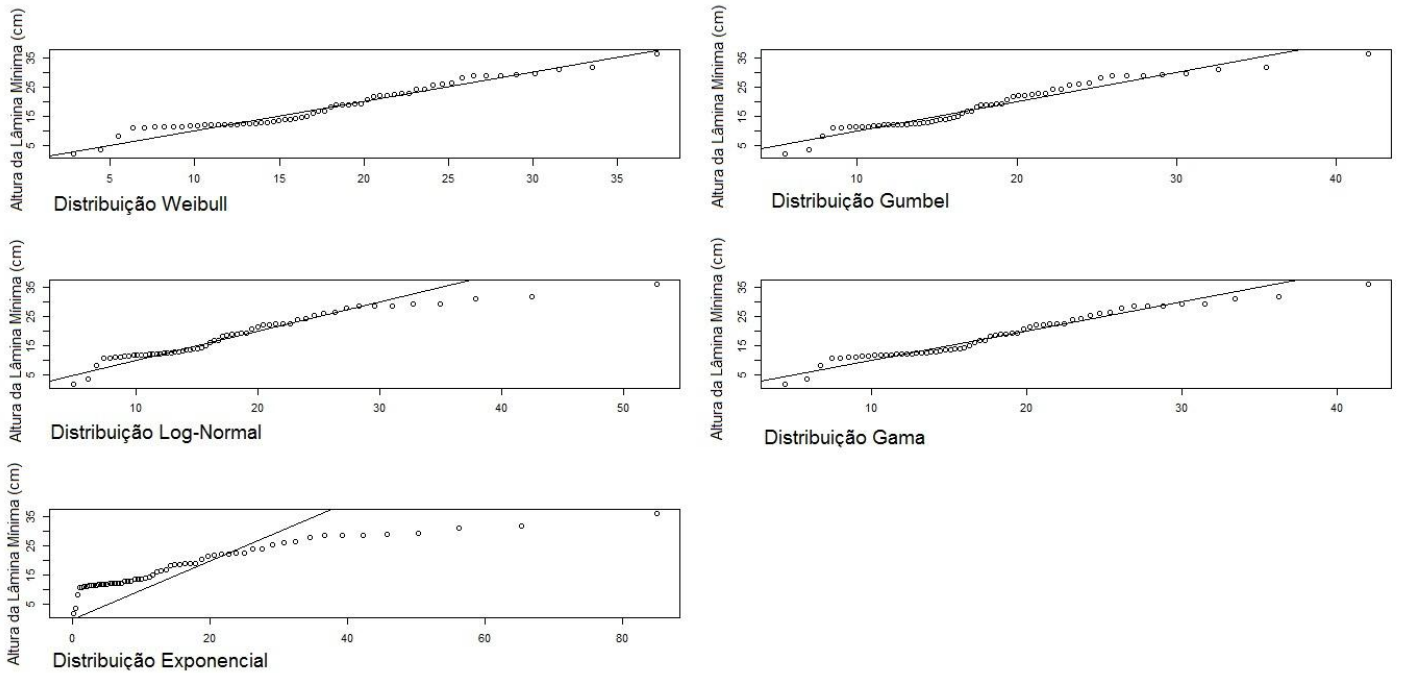 Altura da Lâmina Mínima (cm)
35
25
15
5
5 10 15 20 25 30 35
Distribuição Weibull
Altura da Lâmina Mínima (cm)
35
25
15
5
10 20 30 40
Distribuição Gumbel
Altura da Lâmina Mínima (cm)
35
25
15
5
10 20 30 40 50
Distribuição Log-Normal
Altura da Lâmina Mínima (cm)
35
25
15
5
10 20 30 40
Distribuição Gama
Altura da Lâmina Mínima (cm)
35
25
15
5
0 20 40 60 80
Distribuição Exponencial